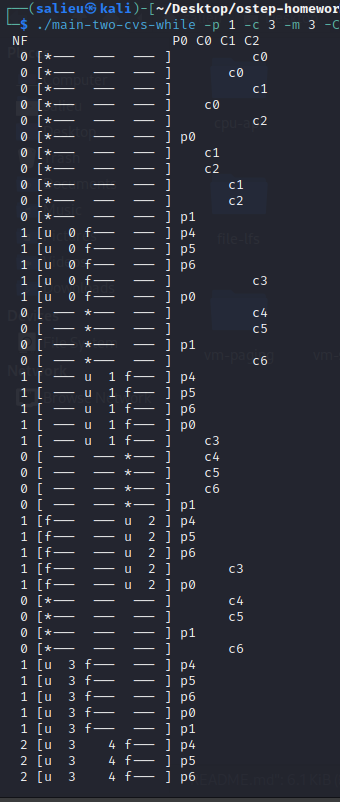 ┌──(salieu㉿kali)-[~/Desktop/ostep-homewor
└─$ ./main-two-cvs-while -p 1 -c 3 -m 3 -C
NF                    P0 C0 C1 C2
 0 [*---  ---  --- ]          c0
 0 [*---  ---  --- ]       c0
 0 [*---  ---  --- ]          c1
 0 [*---  ---  --- ]    c0
 0 [*---  ---  --- ]          c2
 0 [*---  ---  --- ] p0
 0 [*---  ---  --- ]    c1
 0 [*---  ---  --- ]    c2
 0 [*---  ---  --- ]       c1
 0 [*---  ---  --- ]       c2
 0 [*---  ---  --- ] p1
 1 [u  0 f---  --- ] p4
 1 [u  0 f---  --- ] p5
 1 [u  0 f---  --- ] p6
 1 [u  0 f---  --- ]          c3
 1 [u  0 f---  --- ] p0
 0 [ --- *---  --- ]          c4
 0 [ --- *---  --- ]          c5
 0 [ --- *---  --- ] p1
 0 [ --- *---  --- ]          c6
 1 [ --- u  1 f--- ] p4
 1 [ --- u  1 f--- ] p5
 1 [ --- u  1 f--- ] p6
 1 [ --- u  1 f--- ] p0
 1 [ --- u  1 f--- ]    c3
 0 [ ---  --- *--- ]    c4
 0 [ ---  --- *--- ]    c5
 0 [ ---  --- *--- ]    c6
 0 [ ---  --- *--- ] p1
 1 [f---  --- u  2 ] p4
 1 [f---  --- u  2 ] p5
 1 [f---  --- u  2 ] p6
 1 [f---  --- u  2 ]       c3
 1 [f---  --- u  2 ] p0
 0 [*---  ---  --- ]       c4
 0 [*---  ---  --- ]       c5
 0 [*---  ---  --- ] p1
 0 [*---  ---  --- ]       c6
 1 [u  3 f---  --- ] p4
 1 [u  3 f---  --- ] p5
 1 [u  3 f---  --- ] p6
 1 [u  3 f---  --- ] p0
 1 [u  3 f---  --- ] p1
 2 [u  3    4 f--- ] p4
 2 [u  3    4 f--- ] p5
 2 [u  3    4 f--- ] p6